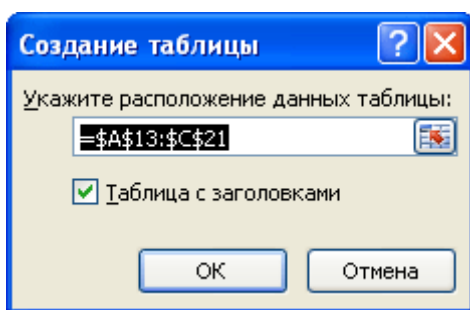 Создание таблицы
Укажите расположение данных таблицы:
=$A$13:$C$21
Таблица с заголовками
ОК
Отмена